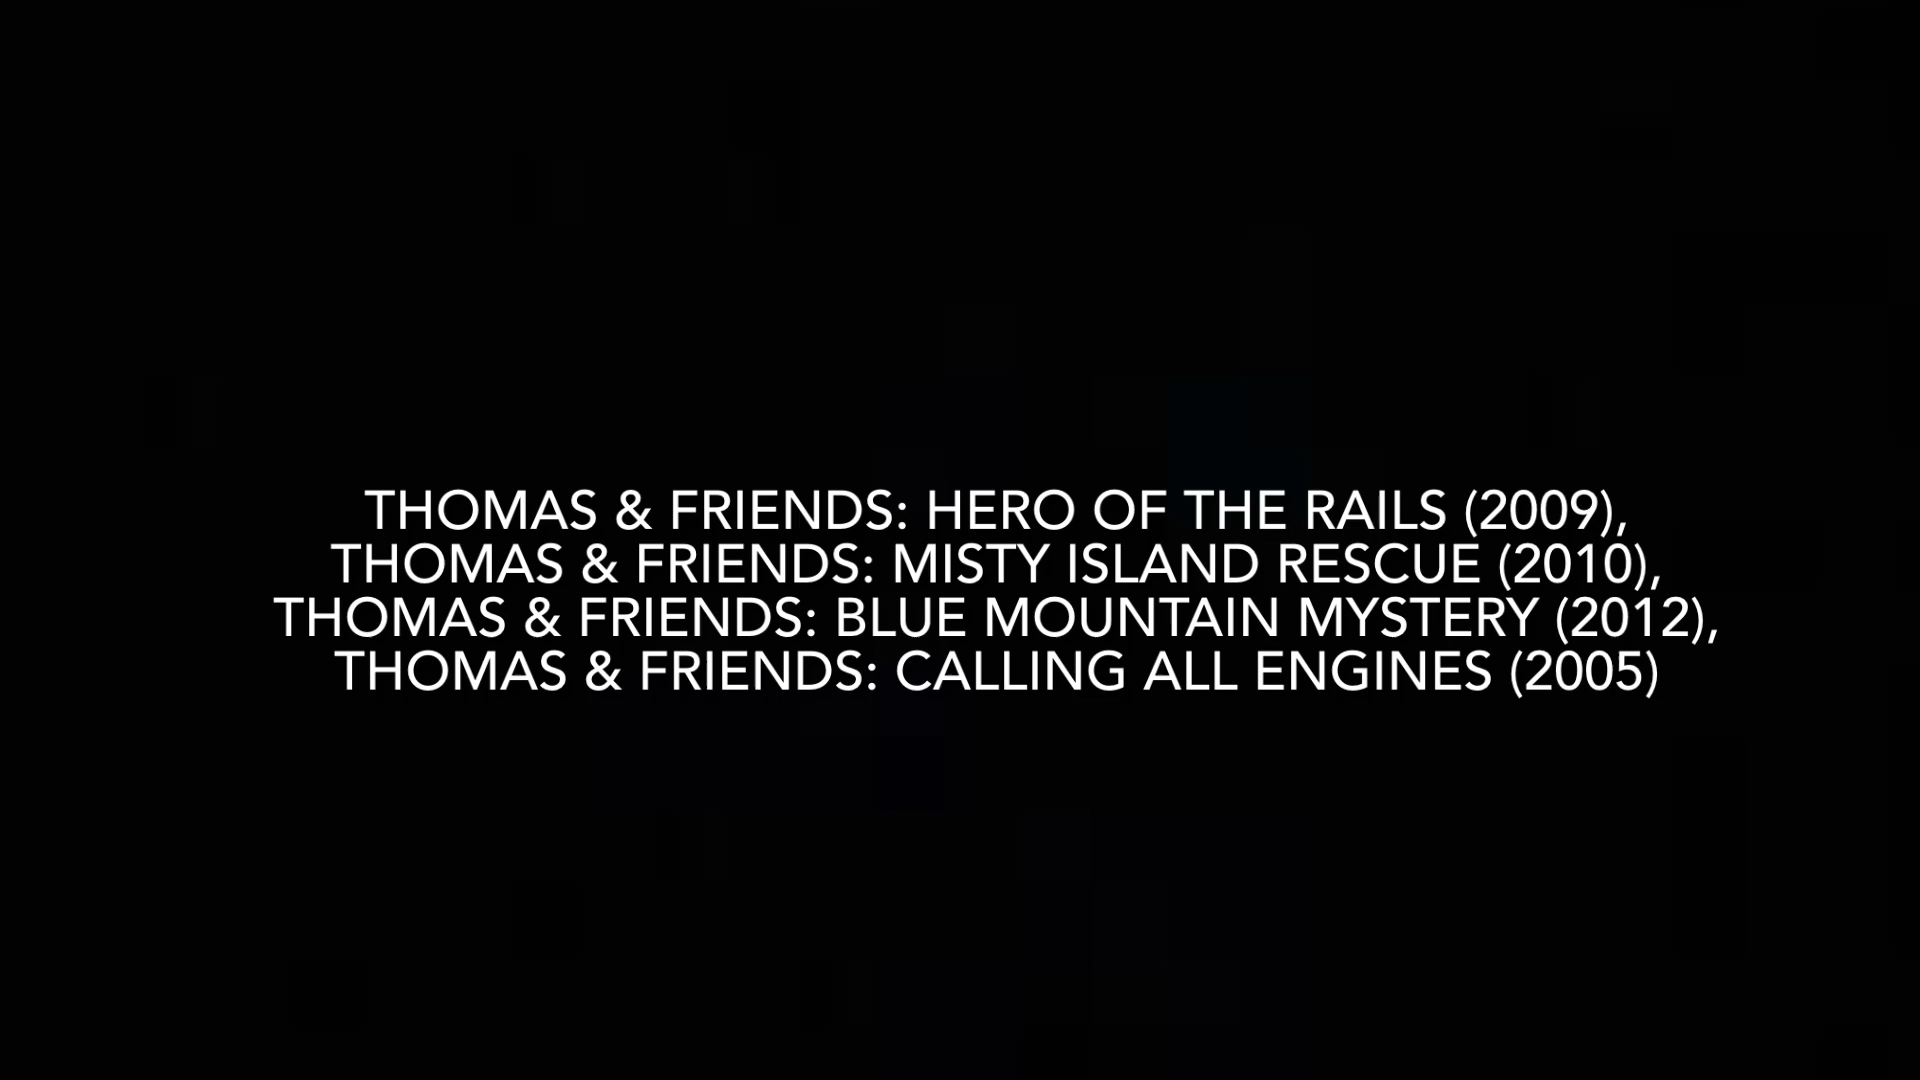 THOMAS & FRIENDS: HERO OF THE RAILS (2009),
THOMAS & FRIENDS: MISTY ISLAND RESCUE (2010),
THOMAS & FRIENDS: BLUE MOUNTAIN MYSTERY (2012),
THOMAS & FRIENDS: CALLING ALL ENGINES (2005)